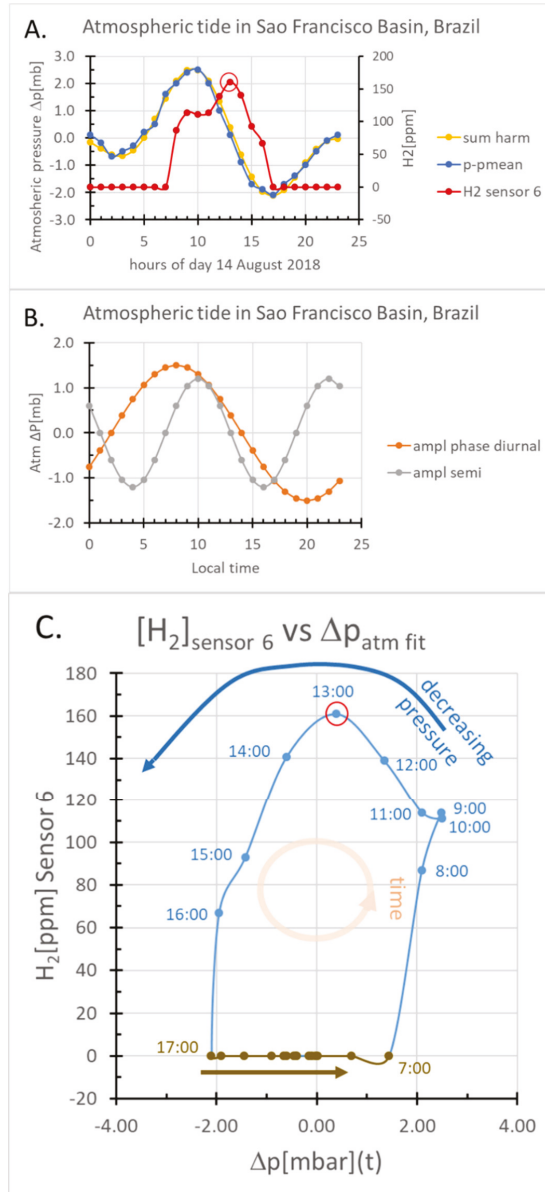 A. Atmospheric tide in Sao Francisco Basin, Brazil
Atmosheric pressure Δp[mb]
3.0
2.0
1.0
0.0
-1.0
-2.0
-3.0
200
150
100
50
0
-50
H2[ppm]
sum harm
p-pmean
H2 sensor 6
0 5 10 15 20 25
hours of day 14 August 2018
B. Atmospheric tide in Sao Francisco Basin, Brazil
Atm ΔP[mb]
2.0
1.0
0.0
-1.0
-2.0
ampl phase diurnal
ampl semi
0 5 10 15 20 25
Local time
C. [H2]sensor 6 vs Δpatm fit
H2[ppm] Sensor 6
180
160
140
120
100
80
60
40
20
0
-20
decreasing
pressure
13:00
14:00
12:00
11:00
9:00
10:00
15:00
8:00
time
16:00
17:00
7:00
-4.00 -2.00 0.00 2.00 4.00
Δp[mbar](t)